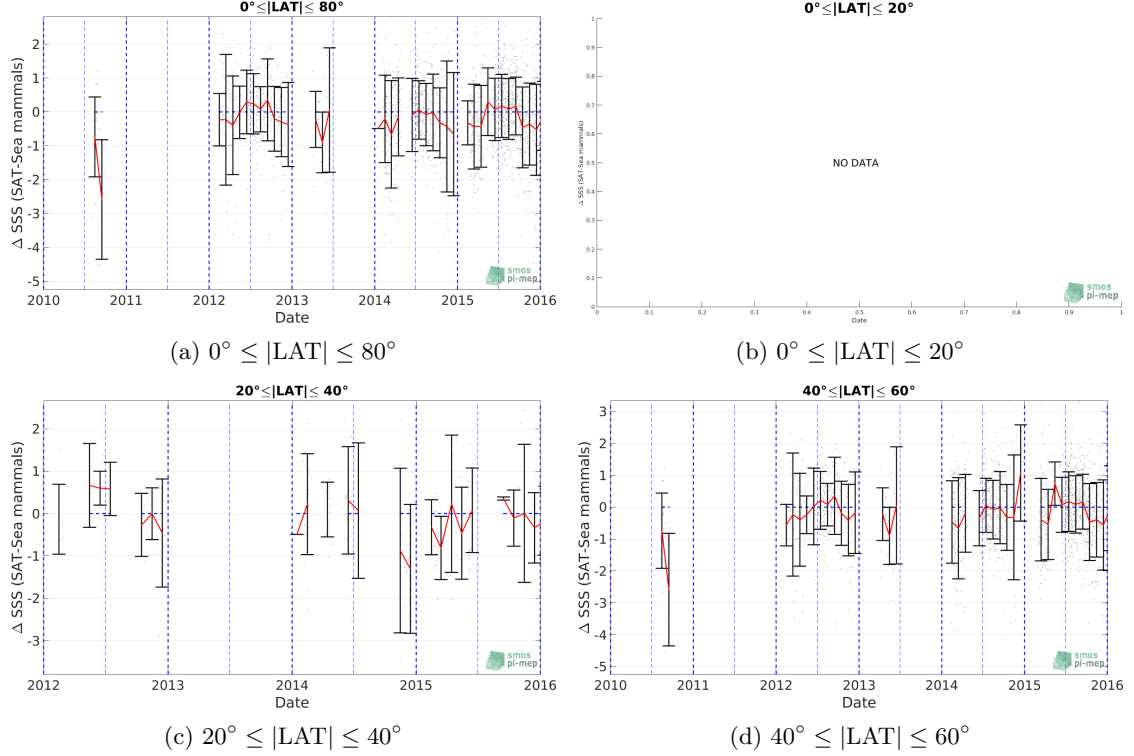 0°≤|LAT|≤ 80°
Δ SSS (SAT-Sea mammals)
2
1
0
-1
-2
-3
-4
-5
2010 2011 2012 2013 2014 2015 2016
Date
smos
pi-mep
(a) 0° ≤ |LAT| ≤ 80°
0°≤|LAT|≤ 20°
Δ SSS (SAT-Sea mammals)
1
0.9
0.8
0.7
0.6
0.5
0.4
0.3
0.2
0.1
0
NO DATA
0 0.1 0.2 0.3 0.4 0.5 0.6 0.7 0.8 0.9 1
Date
smos
pi-mep
(b) 0° ≤ |LAT| ≤ 20°
20°≤|LAT|≤ 40°
Δ SSS (SAT-Sea mammals)
2
1
0
-1
-2
-3
2012 2013 2014 2015 2016
Date
smos
pi-mep
(c) 20° ≤ |LAT| ≤ 40°
40°≤|LAT|≤ 60°
Δ SSS (SAT-Sea mammals)
3
2
1
0
-1
-2
-3
-4
-5
2010 2011 2012 2013 2014 2015 2016
Date
smos
pi-mep
(d) 40° ≤ |LAT| ≤ 60°